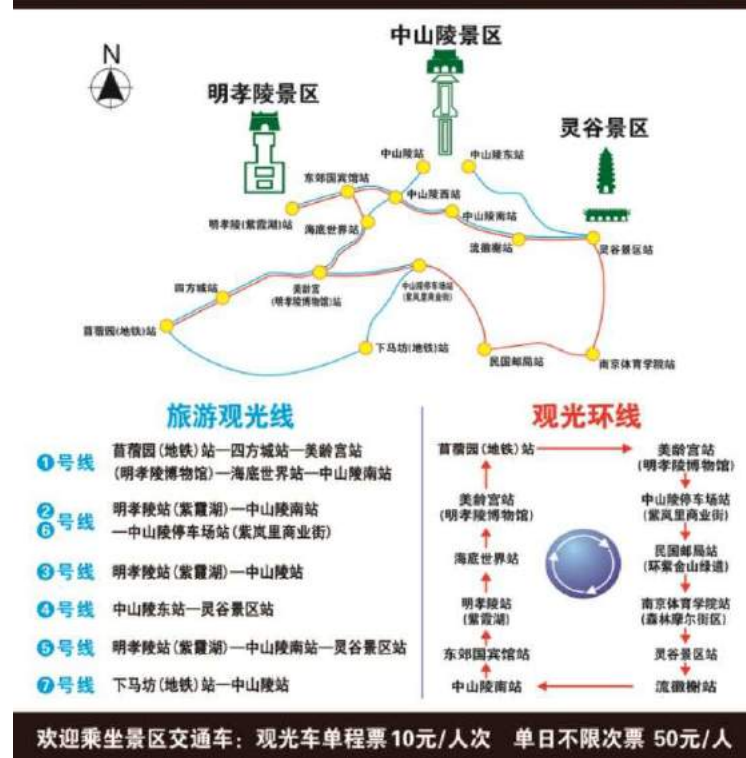 N
中山陵景区
明孝陵景区
灵谷景区
中山陵站
中山陵东站
东郊国宾馆站
中山陵西站
明孝陵(紫霞湖)站
海底世界站
中山陵南站
流徽榭站
灵谷景区站
四方城站
美龄宫
(明孝陵博物馆)站
中山陵停车场站
(紫岚里商业街)
苜蓿园(地铁)站
下马坊(地铁)站
民国邮局站
南京体育学院站
旅游观光线
①号线 苜蓿园(地铁)站—四方城站—美龄宫站
(明孝陵博物馆)—海底世界站—中山陵南站
②
⑥
号线 明孝陵站(紫霞湖)—中山陵南站
—中山陵停车场站(紫岚里商业街)
③号线 明孝陵站(紫霞湖)—中山陵站
④号线 中山陵东站—灵谷景区站
⑤号线 明孝陵站(紫霞湖)—中山陵南站—灵谷景区站
⑦号线 下马坊(地铁)站—中山陵站
观光环线
苜蓿园(地铁)站
美龄宫站
(明孝陵博物馆)
中山陵停车场站
(紫岚里商业街)
民国邮局站
(环紫金山绿道)
南京体育学院站
(森林摩尔街区)
灵谷景区站
流徽榭站
中山陵南站
东郊国宾馆站
明孝陵站
(紫霞湖)
海底世界站
美龄宫站
(明孝陵博物馆)
欢迎乘坐景区交通车：观光车单程票10元/人次 单日不限次票 50元/人